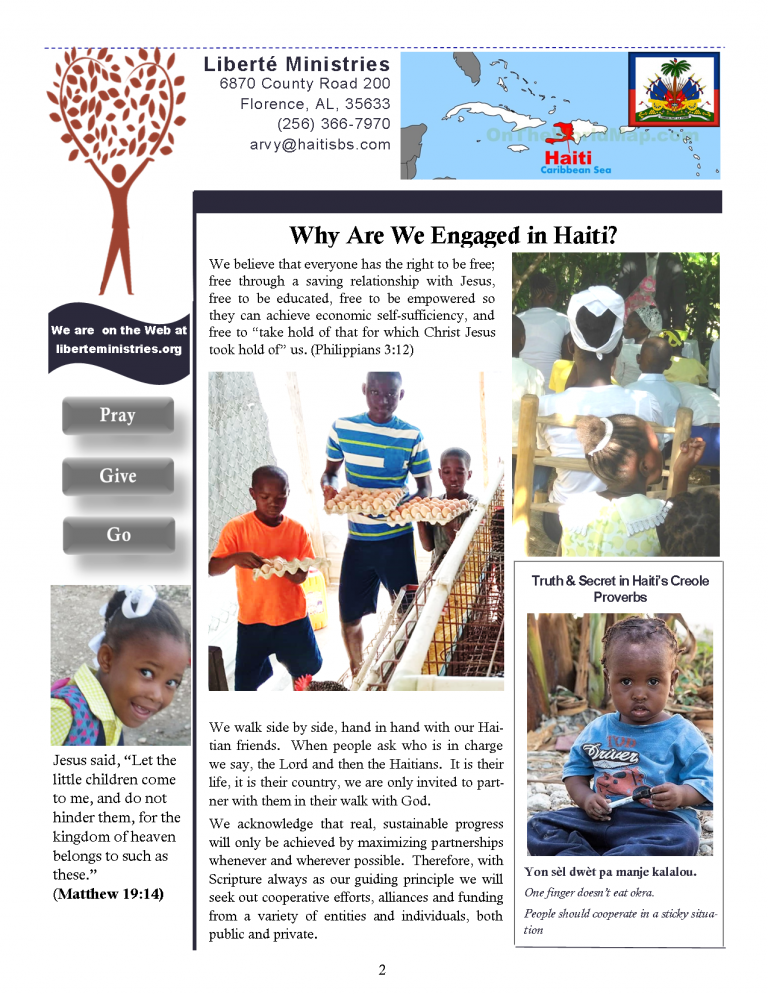 Liberté Ministries
6870 County Road 200
Florence, AL, 35633
(256) 366-7970
arvy@haitisbs.com
OnTheWorldMap.com
Haiti
Caribbean Sea
We are on the Web at
liberteministries.org
Pray
Give
Go
Jesus said, “Let the
little children come
to me, and do not
hinder them, for the
kingdom of heaven
belongs to such as
these.”
(Matthew 19:14)
Why Are We Engaged in Haiti?
We believe that everyone has the right to be free;
free through a saving relationship with Jesus,
free to be educated, free to be empowered so
they can achieve economic self-sufficiency, and
free to “take hold of that for which Christ Jesus
took hold of” us. (Philippians 3:12)
We walk side by side, hand in hand with our Hai-
tian friends. When people ask who is in charge
we say, the Lord and then the Haitians. It is their
life, it is their country, we are only invited to part-
ner with them in their walk with God.
We acknowledge that real, sustainable progress
will only be achieved by maximizing partnerships
whenever and wherever possible. Therefore, with
Scripture always as our guiding principle we will
seek out cooperative efforts, alliances and funding
from a variety of entities and individuals, both
public and private.
Truth & Secret in Haiti's Creole
Proverbs
Driver
Yon sèl dwèt pa manje kalalou.
One finger doesn’t eat okra.
People should cooperate in a sticky situa-
tion
2